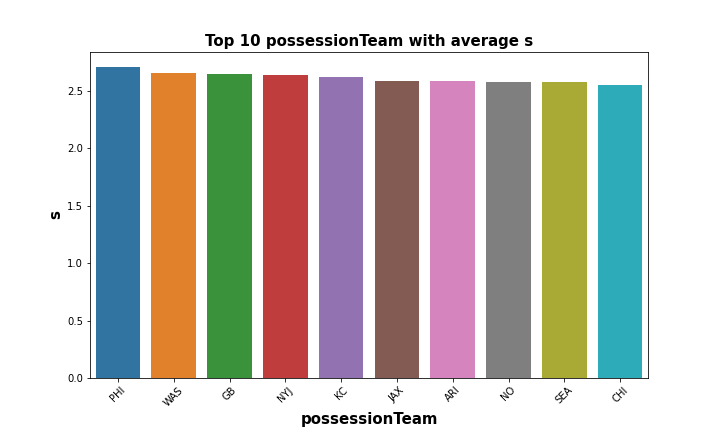 Top 10 possessionTeam with average s
s
2.5
2.0
1.5
1.0
0.5
0.0
PHI WAS GB NYJ KC JAX ARI NO SEA CHI
possessionTeam